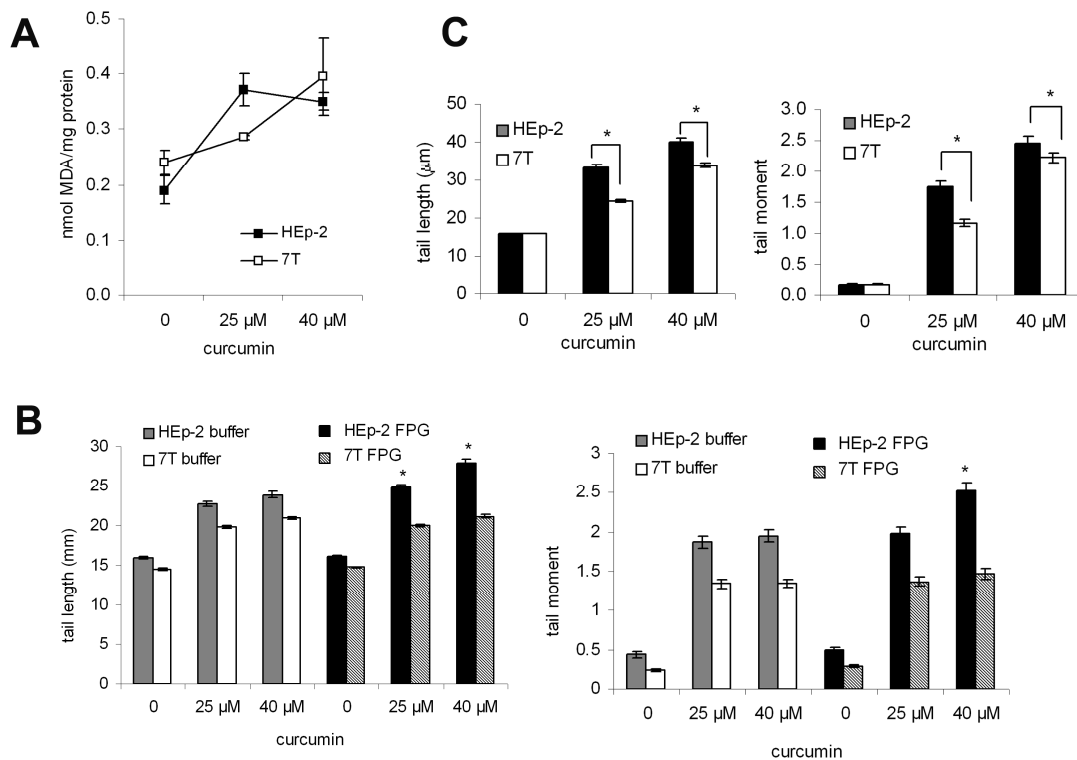 A
nmol MDA/mg protein
0.5
0.4
0.3
0.2
0.1
0.0
HEp-2
7T
0
25 µM
40 µM
curcumin
C
tail length (µm)
50
40
30
20
10
0
HEp-2
7T
*
*
0
25 µM
40 µM
curcumin
tail moment
3.0
2.5
2.0
1.5
1.0
0.5
0.0
HEp-2
7T
*
*
0
25 µM
40 µM
curcumin
B
HEp-2 buffer
7T buffer
HEp-2 FPG
7T FPG
tail length (mm)
30
25
20
15
10
5
0
*
*
0
25 µM
40 µM
0
25 µM
40 µM
curcumin
HEp-2 buffer
7T buffer
HEp-2 FPG
7T FPG
tail moment
3
2.5
2
1.5
1
0.5
0
*
0
25 µM
40 µM
0
25 µM
40 µM
curcumin